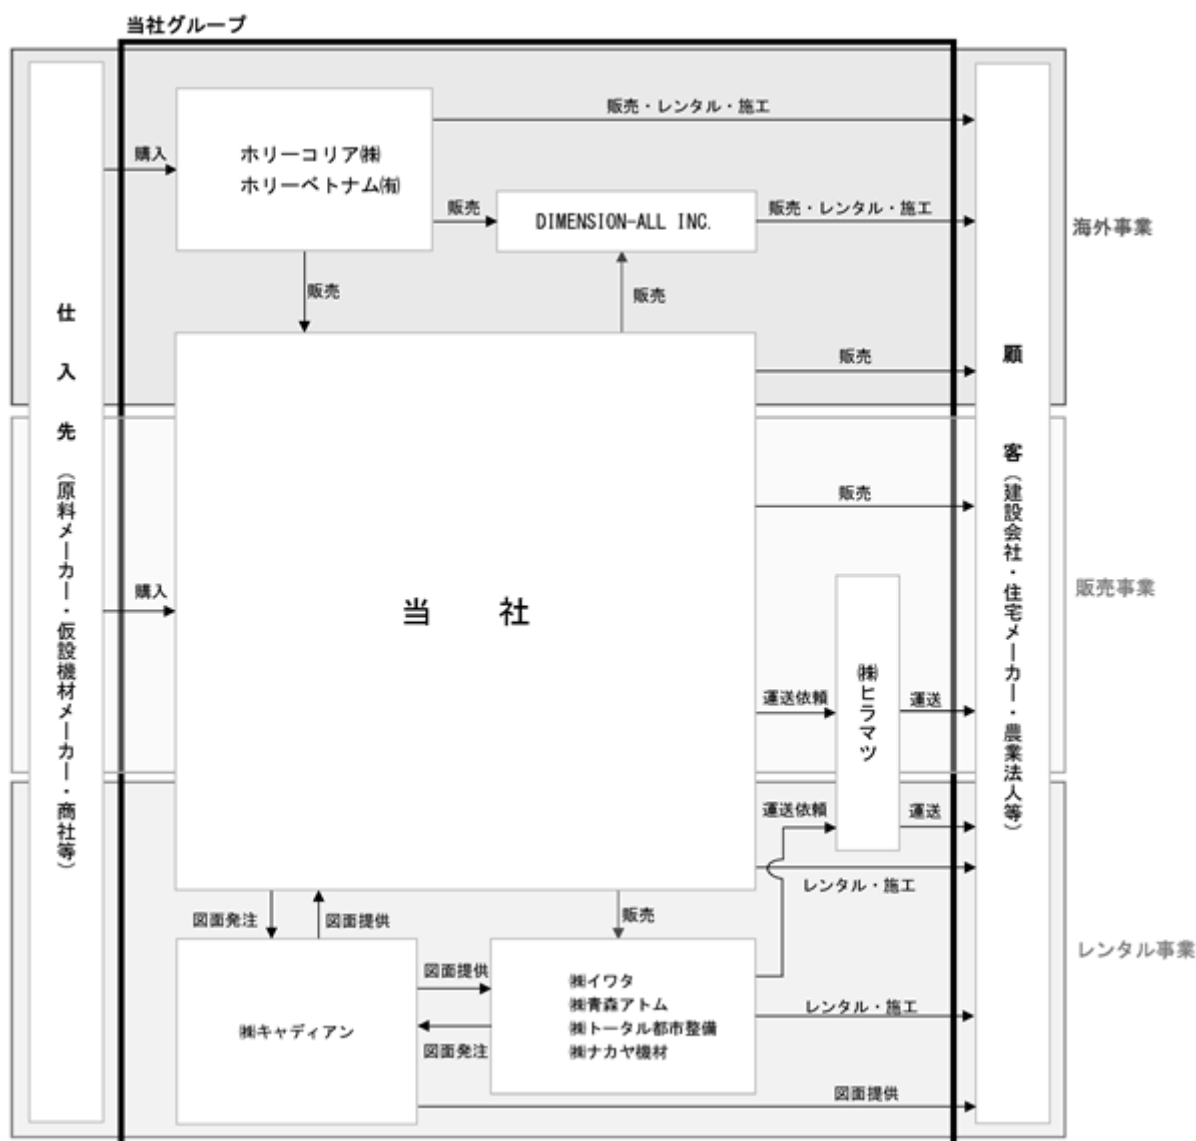 当社グループ
販売・レンタル・施工
購入
ホリーコリア㈱
ホリーベトナム㈲
販売
DIMENSION-ALL INC.
販売・レンタル・施工
海外事業
販売
販売
販売
仕入先（原料メーカー・仮設機材メーカー・商社等）
顧客（建設会社・住宅メーカー・農業法人等）
販売
購入
当社
販売事業
㈱ヒラマツ
運送依頼
運送
運送依頼
運送
レンタル・施工
図面発注
図面提供
販売
レンタル事業
図面提供
㈱イワタ
㈱青森アトム
㈱トータル都市整備
㈱ナカヤ機材
レンタル・施工
㈱キャディアン
図面発注
図面提供